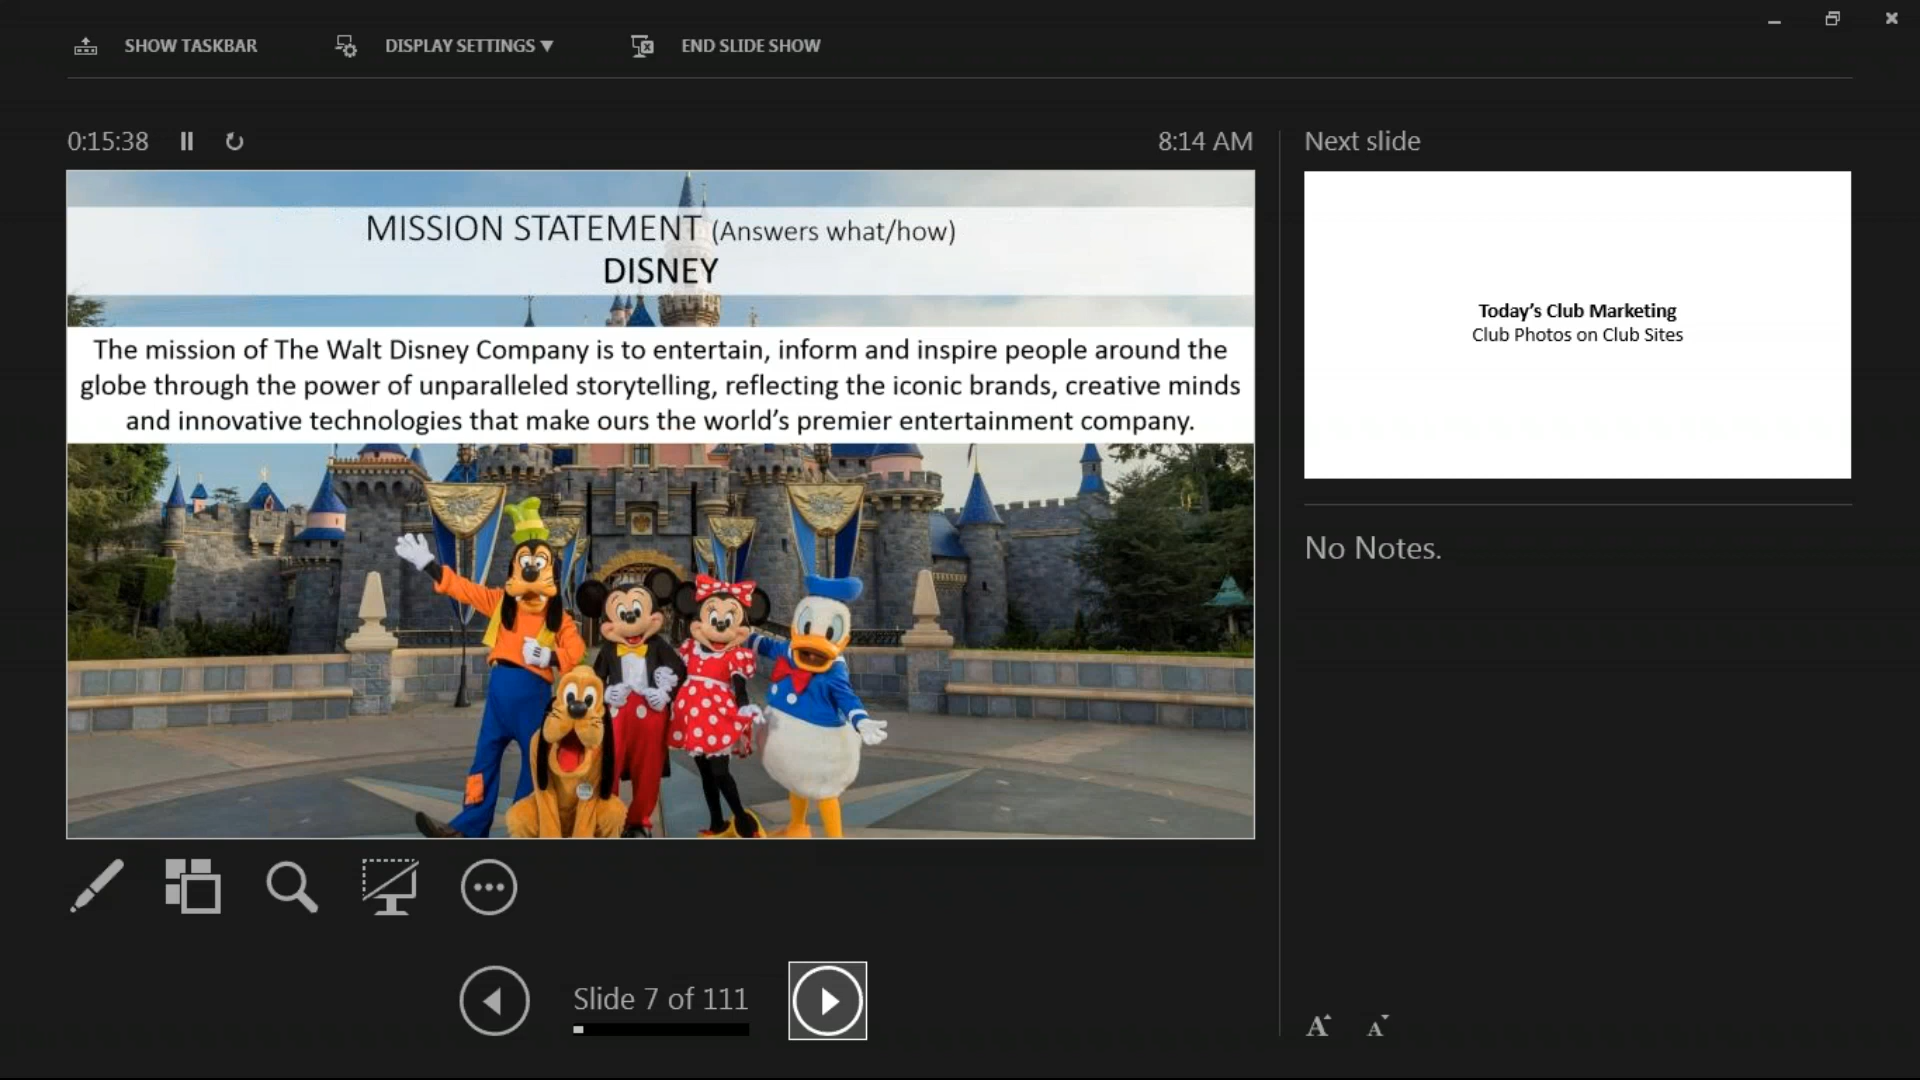 SHOW TASKBAR
DISPLAY SETTINGS ▼
END SLIDE SHOW
0:15:38
8:14 AM
MISSION STATEMENT (Answers what/how)
DISNEY
The mission of The Walt Disney Company is to entertain, inform and inspire people around the
globe through the power of unparalleled storytelling, reflecting the iconic brands, creative minds
and innovative technologies that make ours the world’s premier entertainment company.
Slide 7 of 111
Next slide
Today’s Club Marketing
Club Photos on Club Sites
No Notes.
A
A